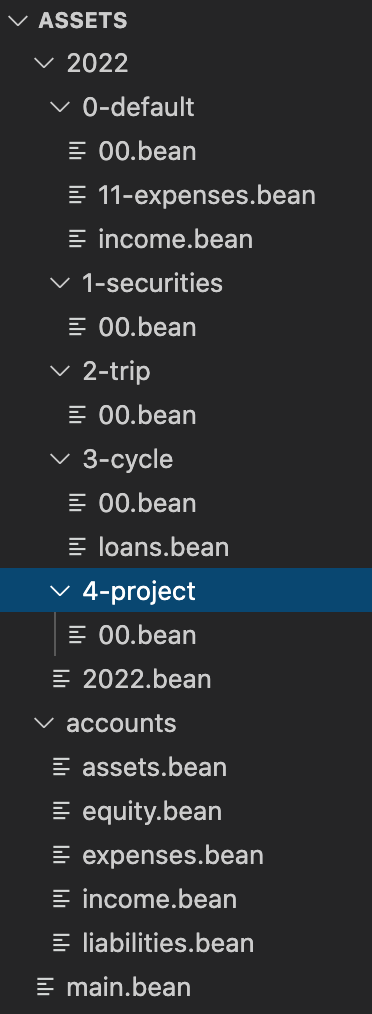 ASSETS
2022
0-default
00.bean
11-expenses.bean
income.bean
1-securities
00.bean
2-trip
00.bean
3-cycle
00.bean
loans.bean
4-project
00.bean
2022.bean
accounts
assets.bean
equity.bean
expenses.bean
income.bean
liabilities.bean
main.bean